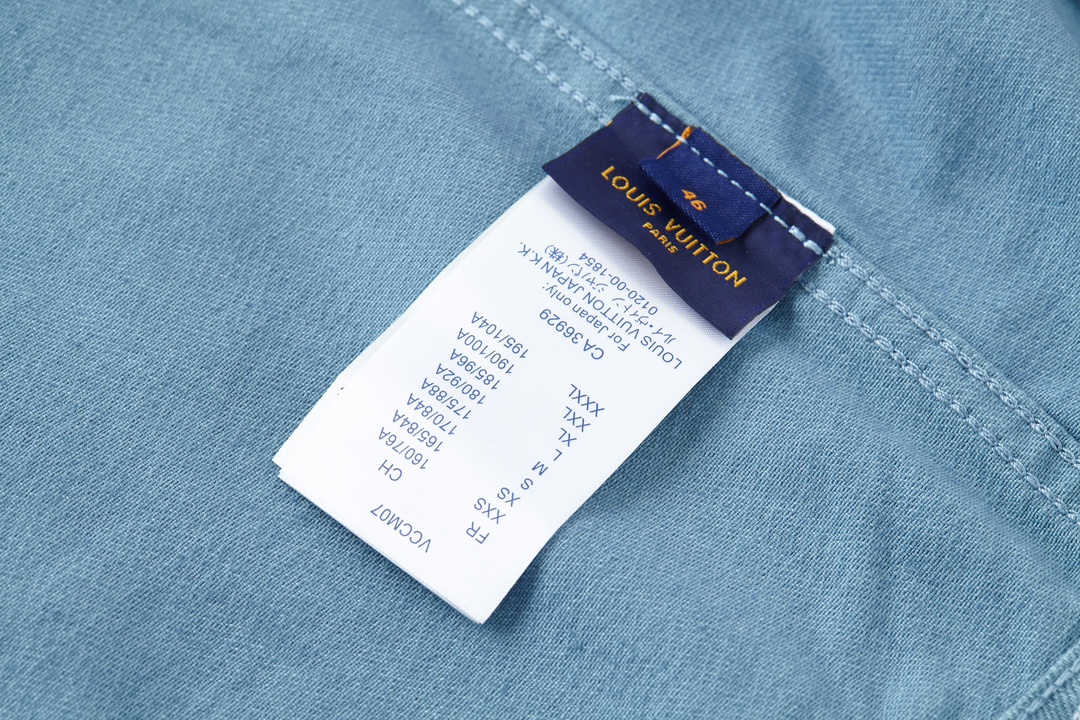 46
LOUIS VUITTON
PARIS
VCCM07
FR CH
XXS 160/76A
XS 165/84A
S 170/84A
M 175/88A
L 180/92A
XL 185/96A
XXL 190/100A
XXXL 195/104A
CA 36929
For Japan only:
LOUIS VUITTON JAPAN K.K.
ルイ・ヴィトン ジャパン(株)
0120-00-1854